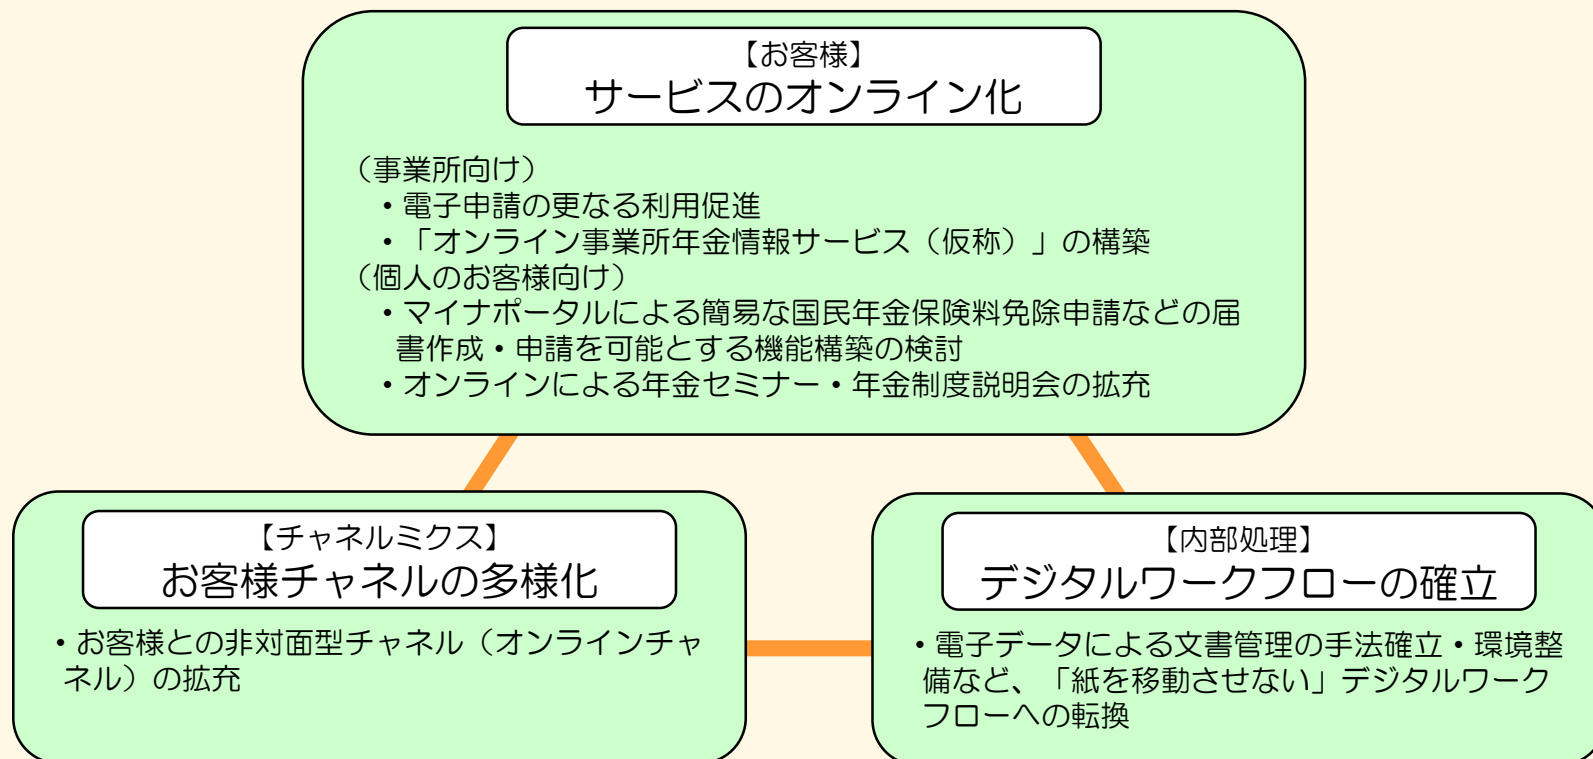 【お客様】
サービスのオンライン化
（事業所向け）
・電子申請の更なる利用促進
・「オンライン事業所年金情報サービス（仮称）」の構築
（個人のお客様向け）
・マイナポータルによる簡易な国民年金保険料免除申請などの届
書作成・申請を可能とする機能構築の検討
・オンラインによる年金セミナー・年金制度説明会の拡充
【チャネルミクス】
お客様チャネルの多様化
・お客様との非対面型チャネル（オンラインチャ
ネル）の拡充
【内部処理】
デジタルワークフローの確立
・電子データによる文書管理の手法確立・環境整
備など、「紙を移動させない」デジタルワーク
フローへの転換